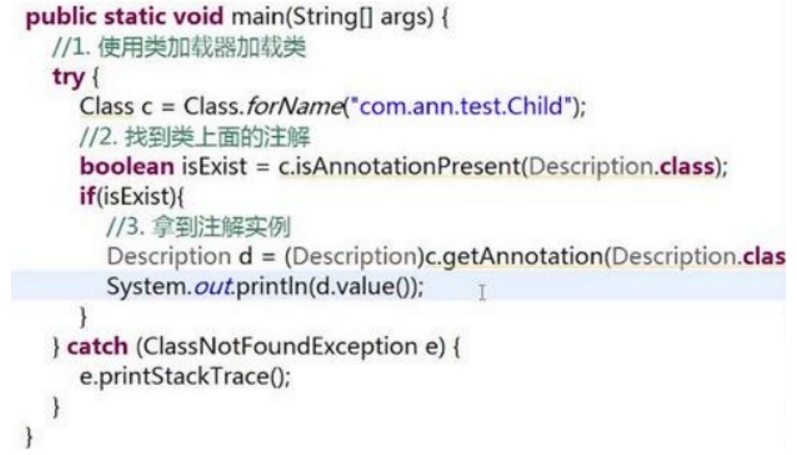 public static void main(String[] args) {
//1. 使用类加载器加载类
try {
Class c = Class.forName("com.ann.test.Child");
//2. 找到类上面的注解
boolean isExist = c.isAnnotationPresent(Description.class);
if(isExist){
//3. 拿到注解实例
Description d = (Description)c.getAnnotation(Description.clas
System.out.println(d.value());
}
} catch (ClassNotFoundException e) {
e.printStackTrace();
}
}